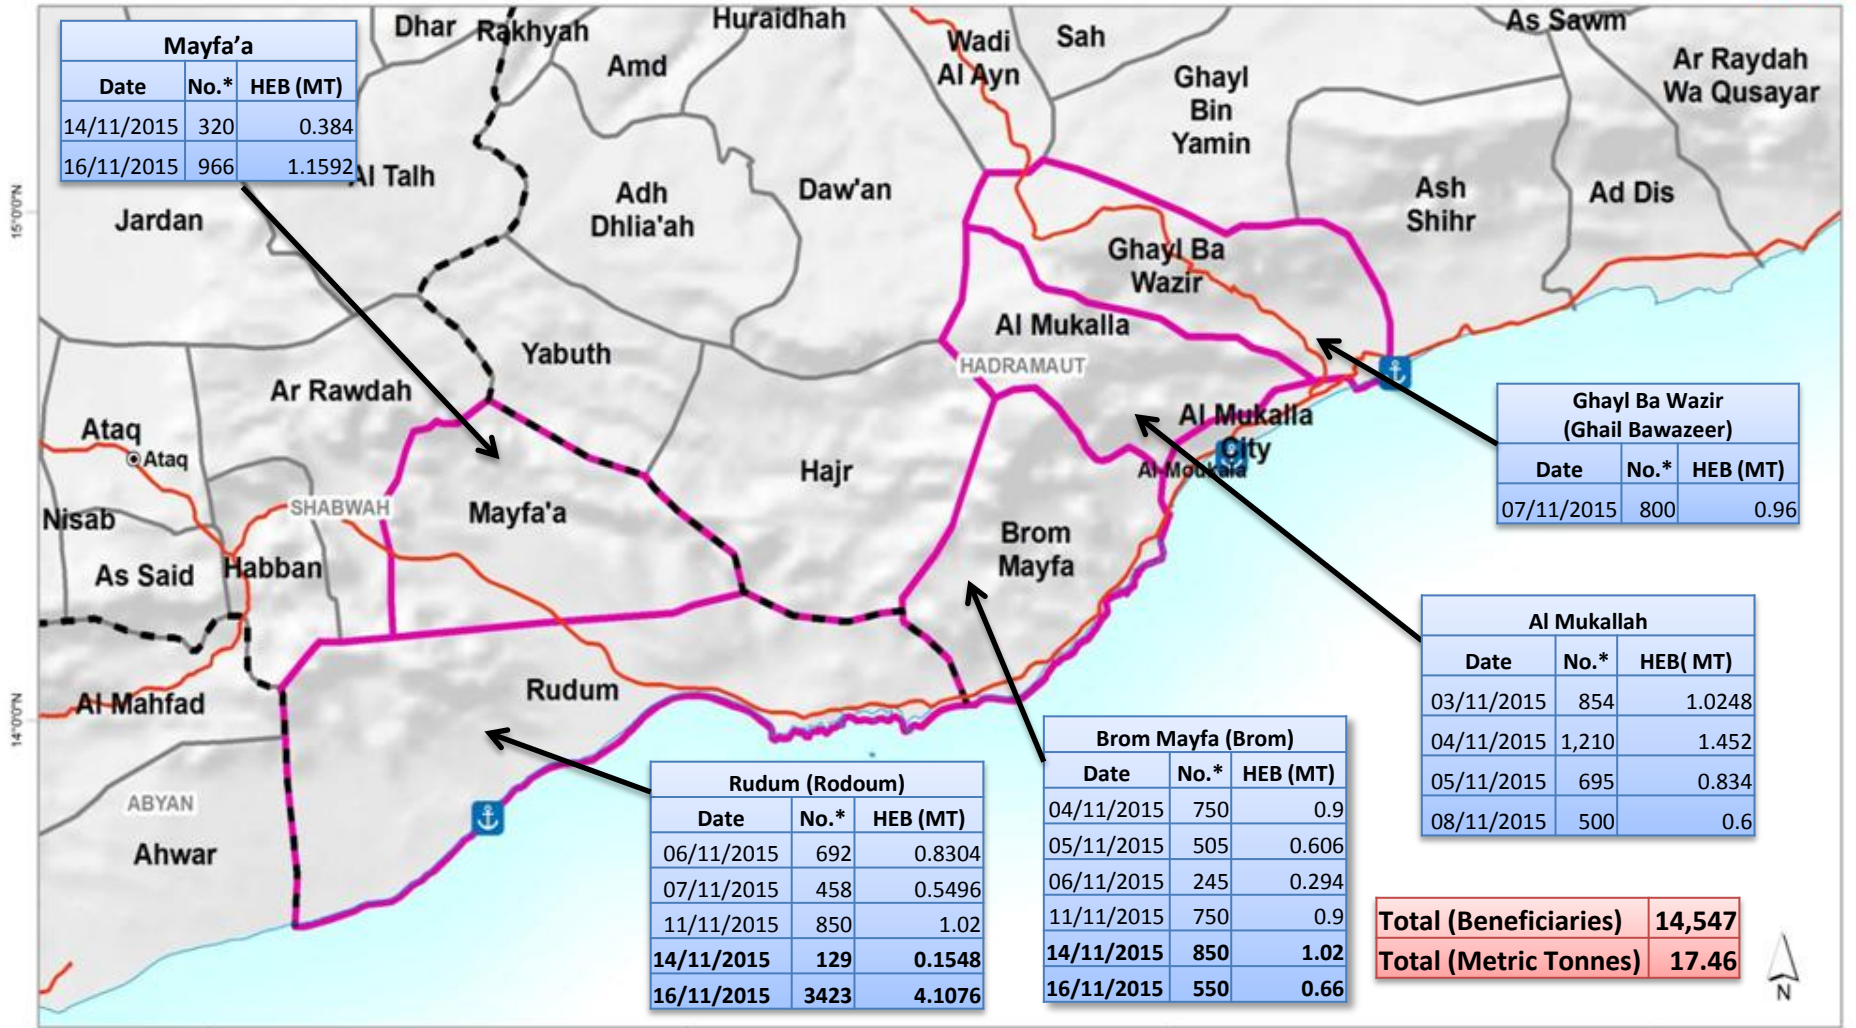 Mayfa’a
Date No.* HEB (MT)
14/11/2015 320 0.384
16/11/2015 966 1.1592
Dhar
Rakhyah
Huraidhah
Amd
Wadi
Al Ayn
Sah
As Sawm
Ghayl
Bin
Yamin
Ar Raydah
Wa Qusayar
Al Talh
Jardan
Adh
Dhlia'ah
Daw'an
Ash
Shihr
Ad Dis
15°0'0"N
Ghayl Ba
Wazir
Al Mukalla
HADRAMAUT
Yabuth
Ar Rawdah
Ataq
Ataq
Al Mukalla
City
Al Moukala
Hajr
SHABWAH
Mayfa'a
Nisab
Brom
Mayfa
As Said
Habban
Ghayl Ba Wazir
(Ghail Bawazeer)
Date No.* HEB (MT)
07/11/2015 800 0.96
Al Mukallah
Date No.* HEB( MT)
03/11/2015 854 1.0248
04/11/2015 1,210 1.452
05/11/2015 695 0.834
08/11/2015 500 0.6
Rudum
Al Mahfad
14°0'0"N
ABYAN
Ahwar
Rudum (Rodoum)
Date No.* HEB (MT)
06/11/2015 692 0.8304
07/11/2015 458 0.5496
11/11/2015 850 1.02
14/11/2015 129 0.1548
16/11/2015 3423 4.1076
Brom Mayfa (Brom)
Date No.* HEB (MT)
04/11/2015 750 0.9
05/11/2015 505 0.606
06/11/2015 245 0.294
11/11/2015 750 0.9
14/11/2015 850 1.02
16/11/2015 550 0.66
Total (Beneficiaries) 14,547
Total (Metric Tonnes) 17.46
N